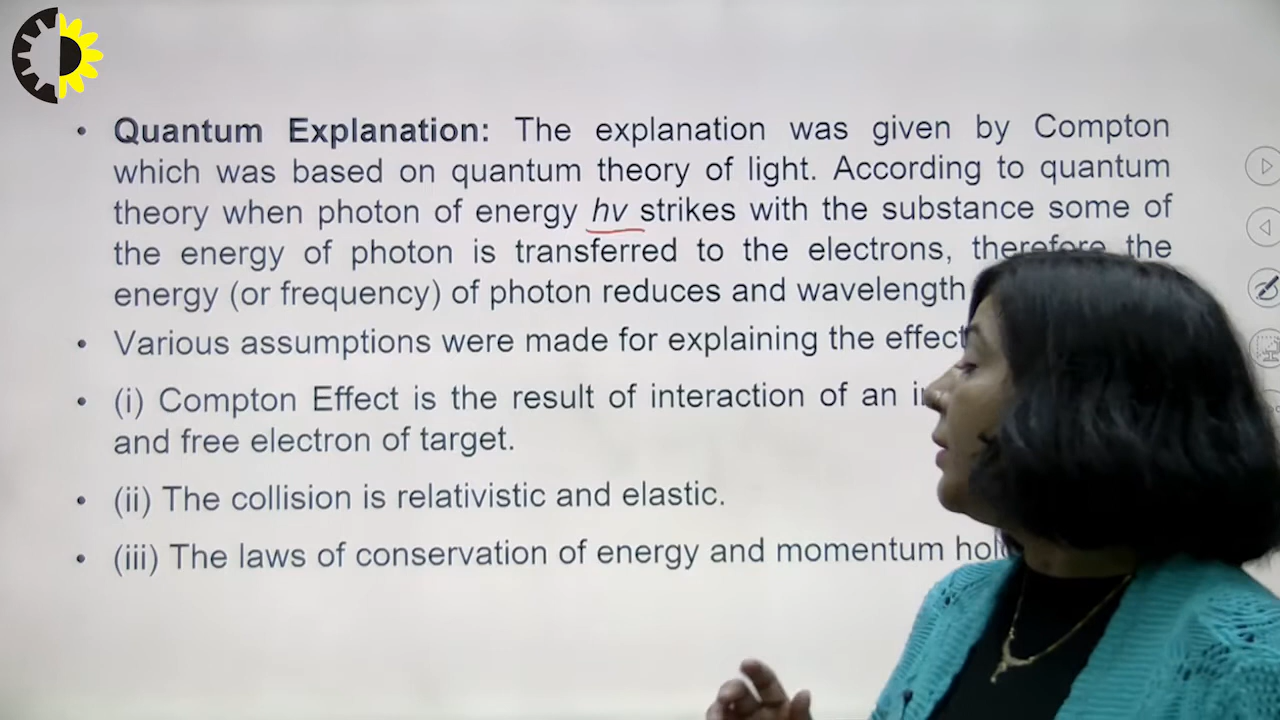 • Quantum Explanation: The explanation was given by Compton
which was based on quantum theory of light. According to quantum
theory when photon of energy hv strikes with the substance some of
the energy of photon is transferred to the electrons, therefore the
energy (or frequency) of photon reduces and wavelength
• Various assumptions were made for explaining the effect
• (i) Compton Effect is the result of interaction of an
and free electron of target.
• (ii) The collision is relativistic and elastic.
• (iii) The laws of conservation of energy and momentum